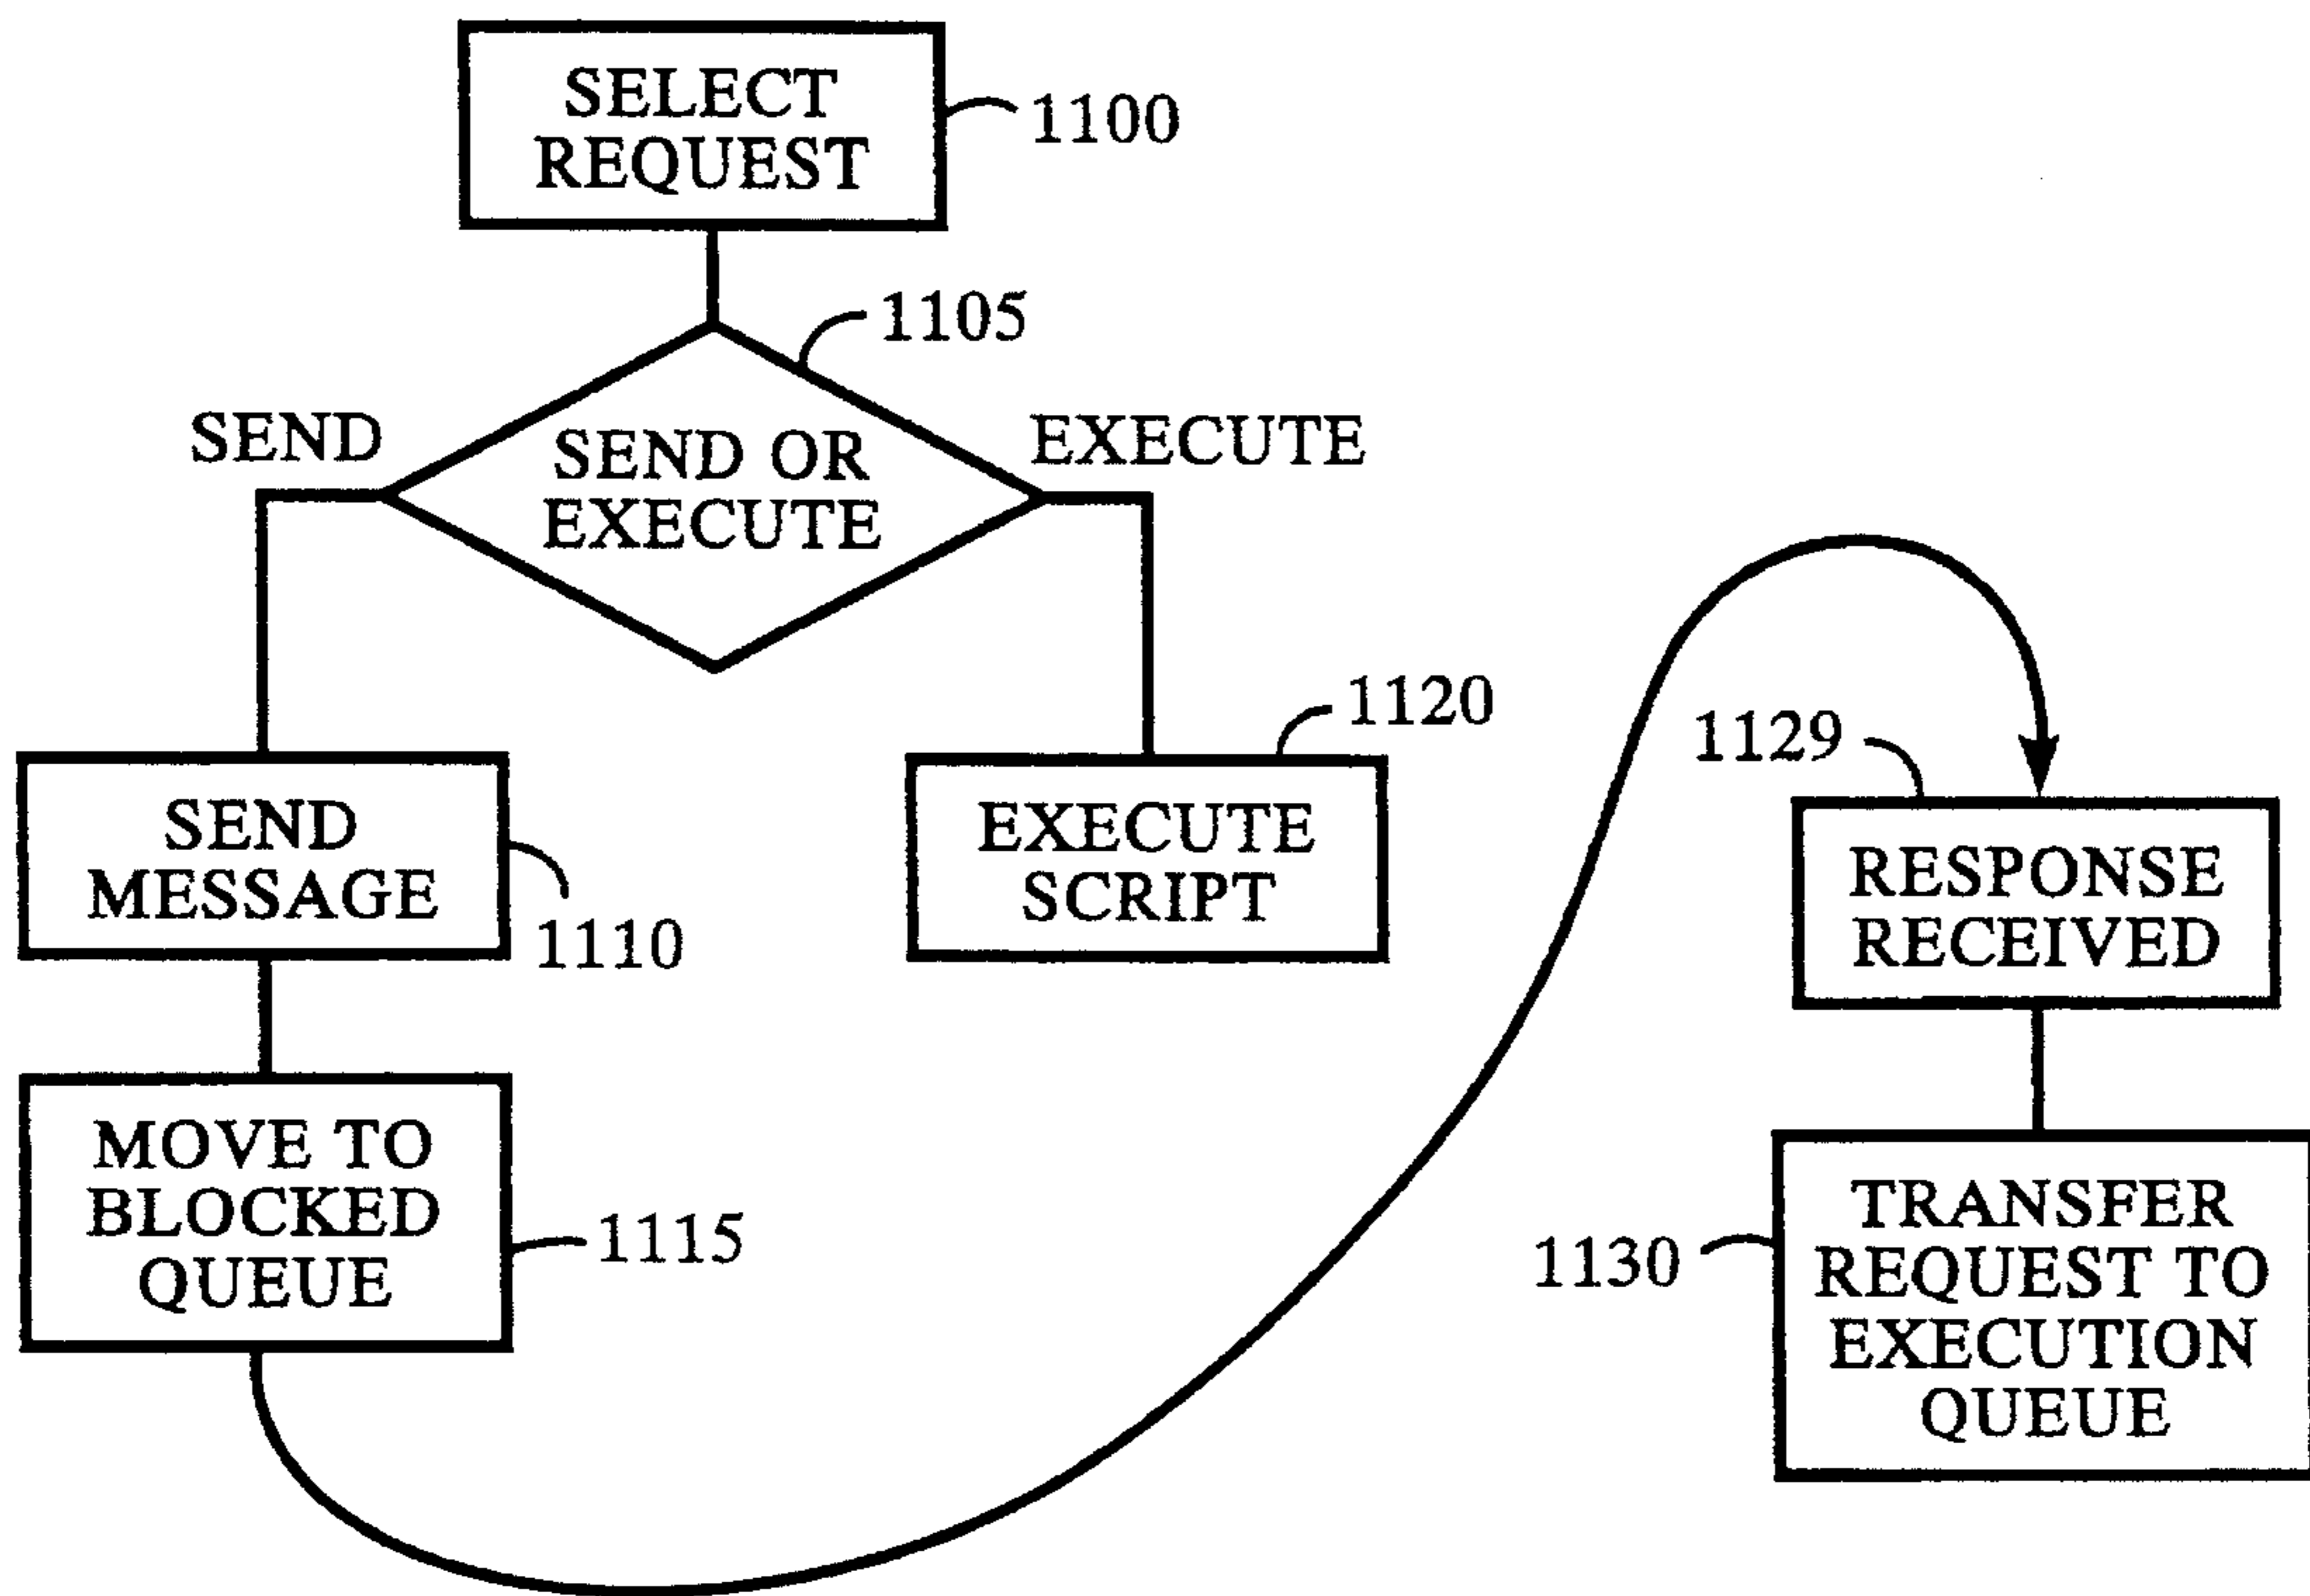 SELECT
REQUEST
1100
1105
SEND
SEND OR
EXECUTE
EXECUTE
SEND
MESSAGE
1110
EXECUTE
SCRIPT
1120
MOVE TO
BLOCKED
QUEUE
1115
1129
RESPONSE
RECEIVED
1130
TRANSFER
REQUEST TO
EXECUTION
QUEUE